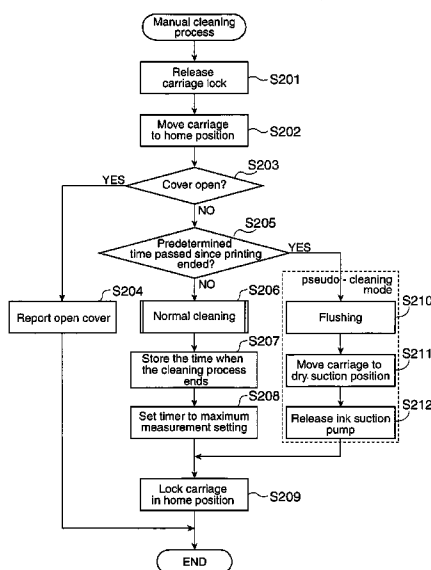 Manual cleaning
process
Release
carriage lock
S201
Move carriage
to home position
S202
S203
YES
Cover open?
NO
S205
Predetermined
time passed since printing
ended?
YES
NO
S204
Report open cover
S206
Normal cleaning
pseudo - cleaning
mode
S210
Flushing
S207
Store the time when
the cleaning process
ends
S211
Move carriage to
dry suction position
S208
Set timer to maximum
measurement setting
S212
Release ink suction
pump
Lock carriage
in home position
S209
END